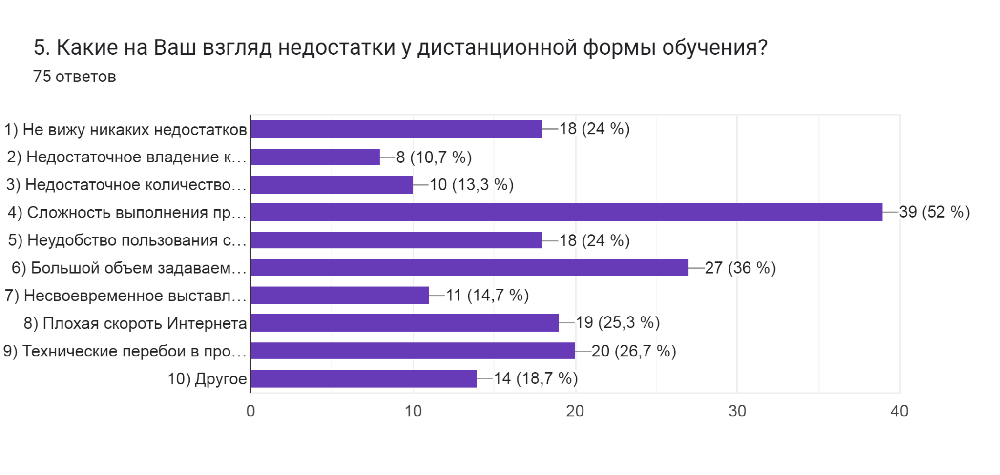 5. Какие на Ваш взгляд недостатки у дистанционной формы обучения?
75 ответов
1) Не вижу никаких недостатков 18 (24 %)
2) Недостаточное владение к… 8 (10,7 %)
3) Недостаточное количество… 10 (13,3 %)
4) Сложность выполнения пр… 39 (52 %)
5) Неудобство пользования с… 18 (24 %)
6) Большой объем задаваем… 27 (36 %)
7) Несвоевременное выставл… 11 (14,7 %)
8) Плохая скороть Интернета 19 (25,3 %)
9) Технические перебои в про… 20 (26,7 %)
10) Другое 14 (18,7 %)
0 10 20 30 40